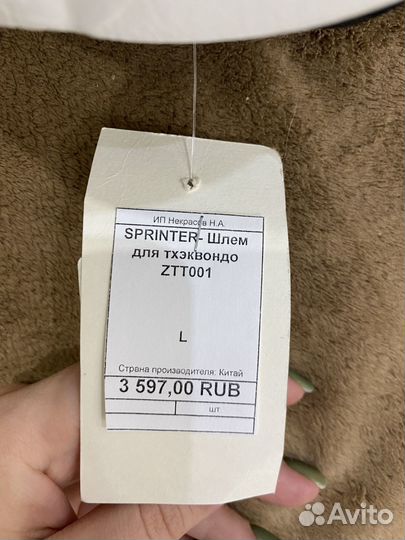 ИП Некрасов Н.А.
SPRINTER- Шлем
для тхэквондо
ZTT001
L
Страна производителя: Китай
3 597,00 RUB
шт
Avito